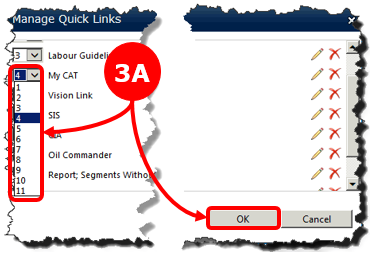 Manage Quick Links
3 Labour Guideli
4 My CAT
1
2 Vision Link
3
4 SIS
5
6
7
8 Oil Commander
9
10 Report; Segments Withou
11
3A
OK Cancel